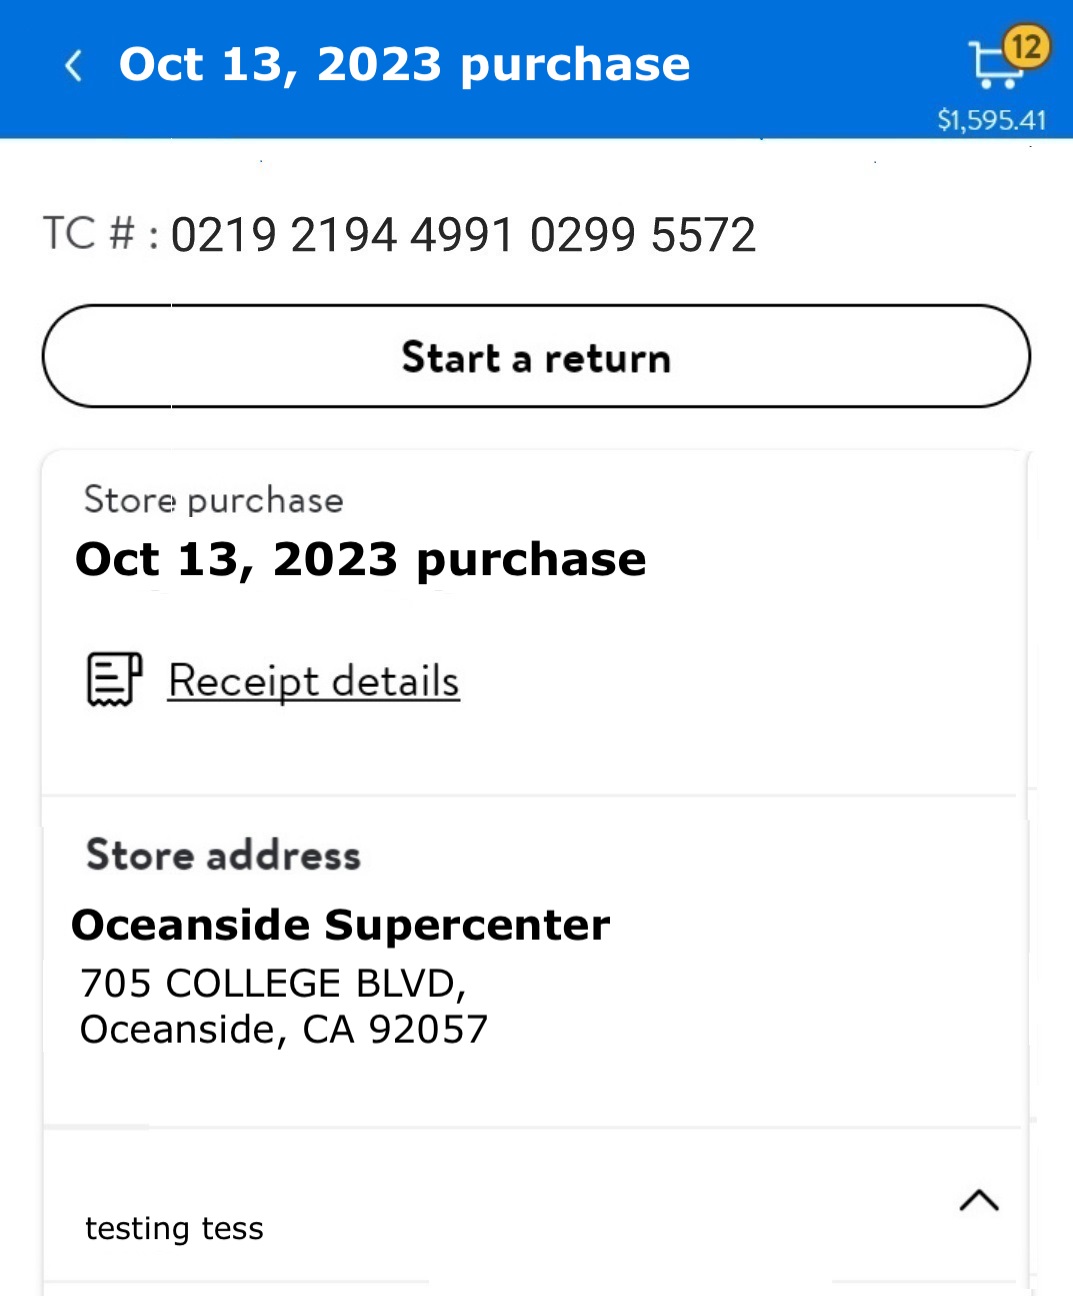 Oct 13, 2023 purchase
12
$1,595.41
TC # : 0219 2194 4991 0299 5572
Start a return
Store purchase
Oct 13, 2023 purchase
Receipt details
Store address
Oceanside Supercenter
705 COLLEGE BLVD,
Oceanside, CA 92057
testing tess